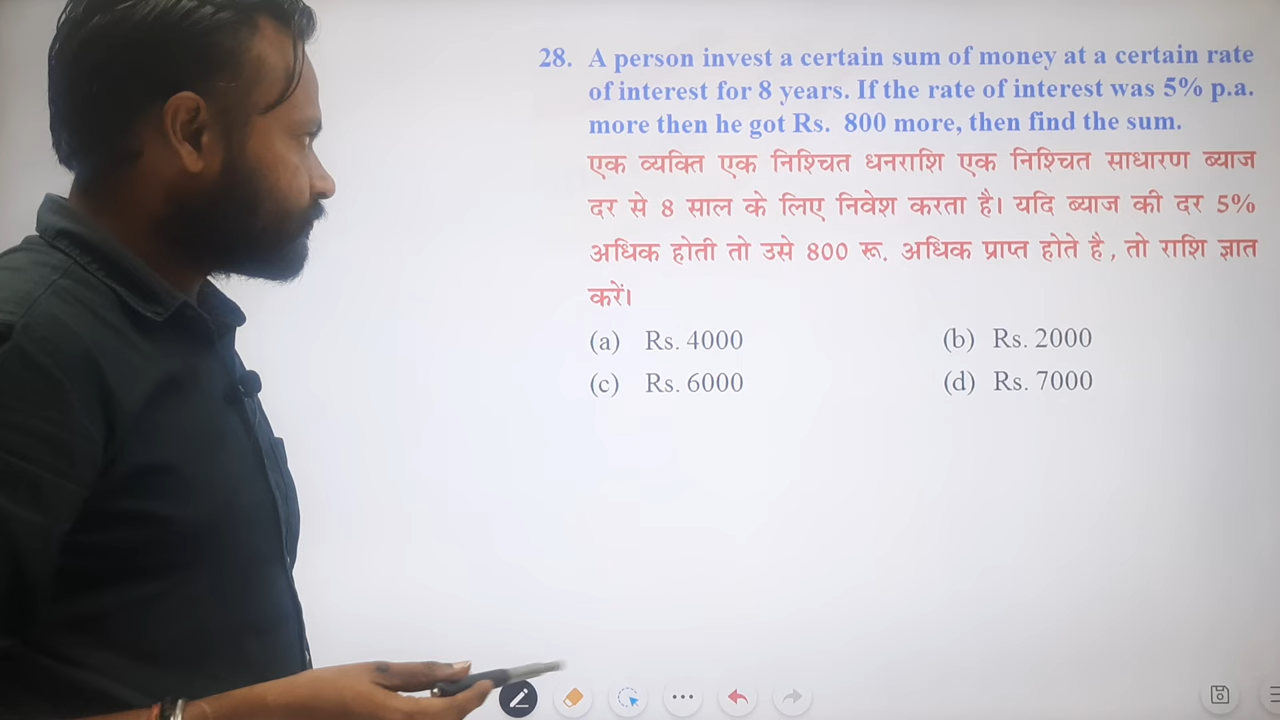 28. A person invest a certain sum of money at a certain rate
of interest for 8 years. If the rate of interest was 5% p.a.
more then he got Rs. 800 more, then find the sum.
एक व्यक्ति एक निश्चित धनराशि एक निश्चित साधारण ब्याज
दर से 8 साल के लिए निवेश करता है। यदि ब्याज की दर 5%
अधिक होती तो उसे 800 रू. अधिक प्राप्त होते है, तो राशि ज्ञात
करें।
(a) Rs. 4000 (b) Rs. 2000
(c) Rs. 6000 (d) Rs. 7000